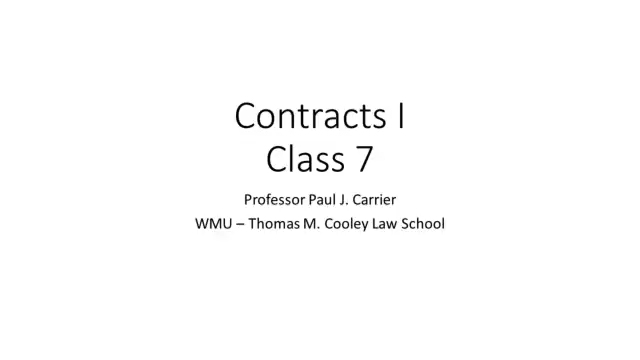 Contracts I
Class 7
Professor Paul J. Carrier
WMU – Thomas M. Cooley Law School